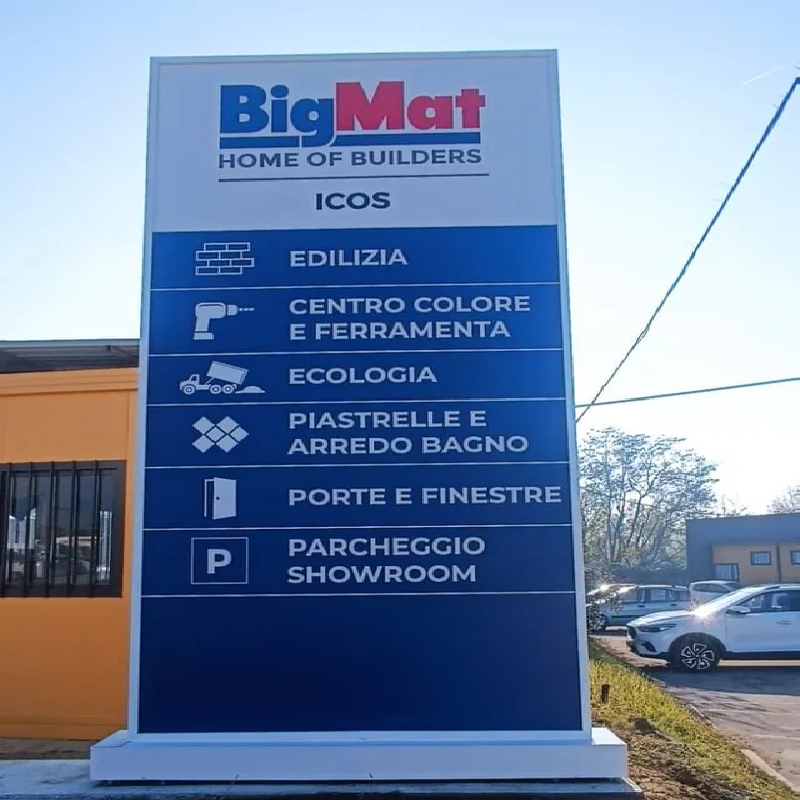 BigMat
HOME OF BUILDERS
ICOS
EDILIZIA
CENTRO COLORE
E FERRAMENTA
ECOLOGIA
PIASTRELLE E
ARREDO BAGNO
PORTE E FINESTRE
P
PARCHEGGIO
SHOWROOM